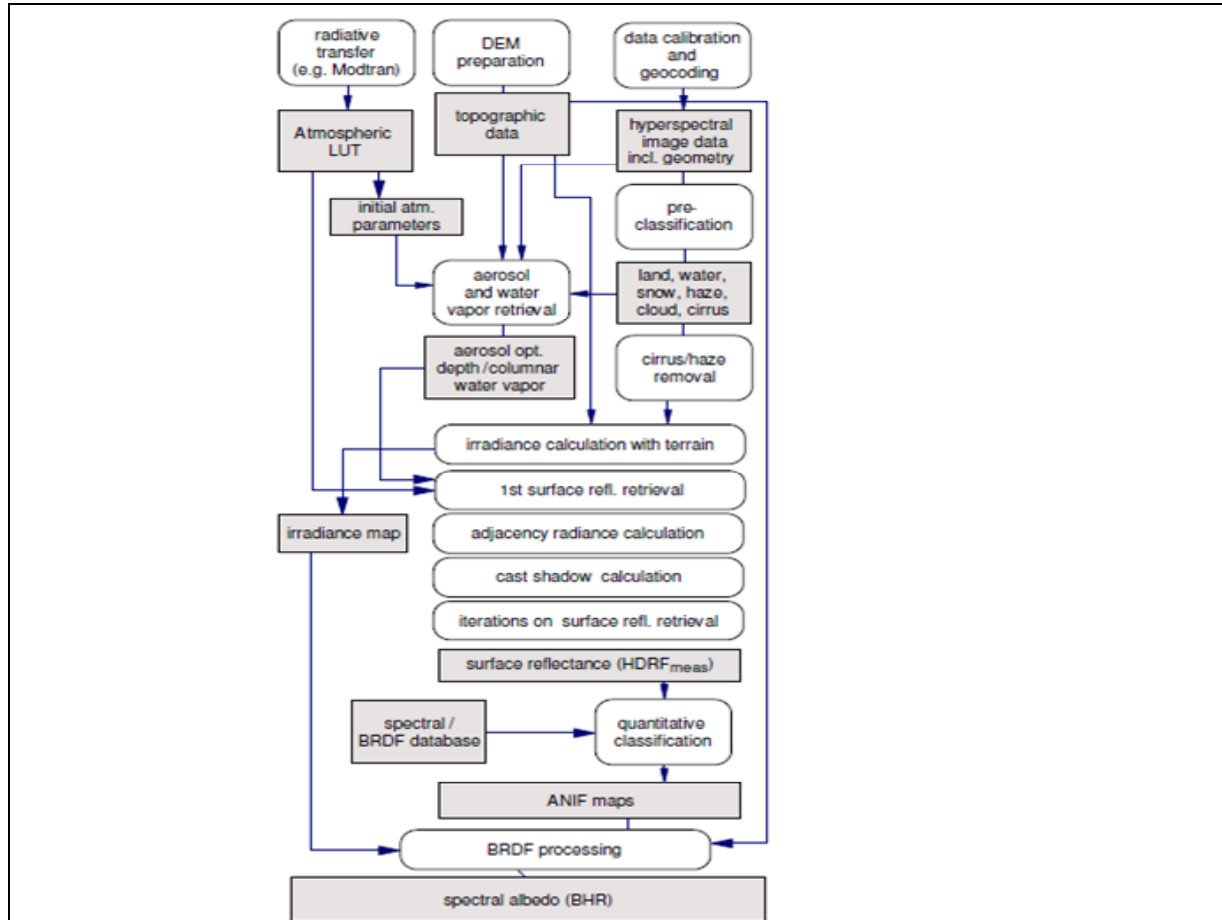 radiative
transfer
(e.g. Modtran)
DEM
preparation
data calibration
and
geocoding
Atmospheric
LUT
topographic
data
hyperspectral
image data
incl. geometry
initial atm.
parameters
pre-
classification
aerosol
and water
vapor retrieval
land, water,
snow, haze,
cloud, cirrus
aerosol opt.
depth/columnar
water vapor
cirrus/haze
removal
irradiance calculation with terrain
1st surface refl. retrieval
irradiance map
adjacency radiance calculation
cast shadow calculation
iterations on surface refl. retrieval
surface reflectance (HDRFmeas)
spectral /
BRDF database
quantitative
classification
ANIF maps
BRDF processing
spectral albedo (BHR)